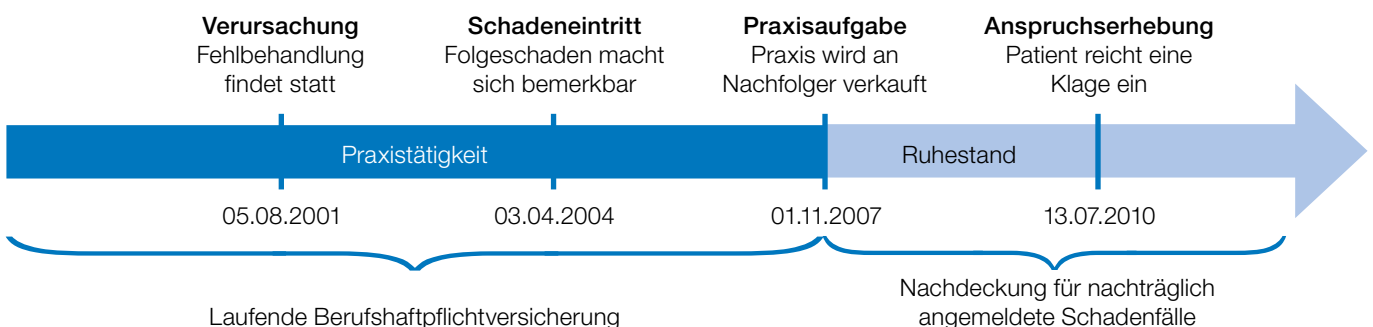 Verursachung
Fehlbehandlung
findet statt
Schadeneintritt
Folgeschaden macht
sich bemerkbar
Praxisaufgabe
Praxis wird an
Nachfolger verkauft
Anspruchserhebung
Patient reicht eine
Klage ein
Praxistätigkeit
Ruhestand
05.08.2001
03.04.2004
01.11.2007
13.07.2010
Laufende Berufshaftpflichtversicherung
Nachdeckung für nachträglich
angemeldete Schadenfälle